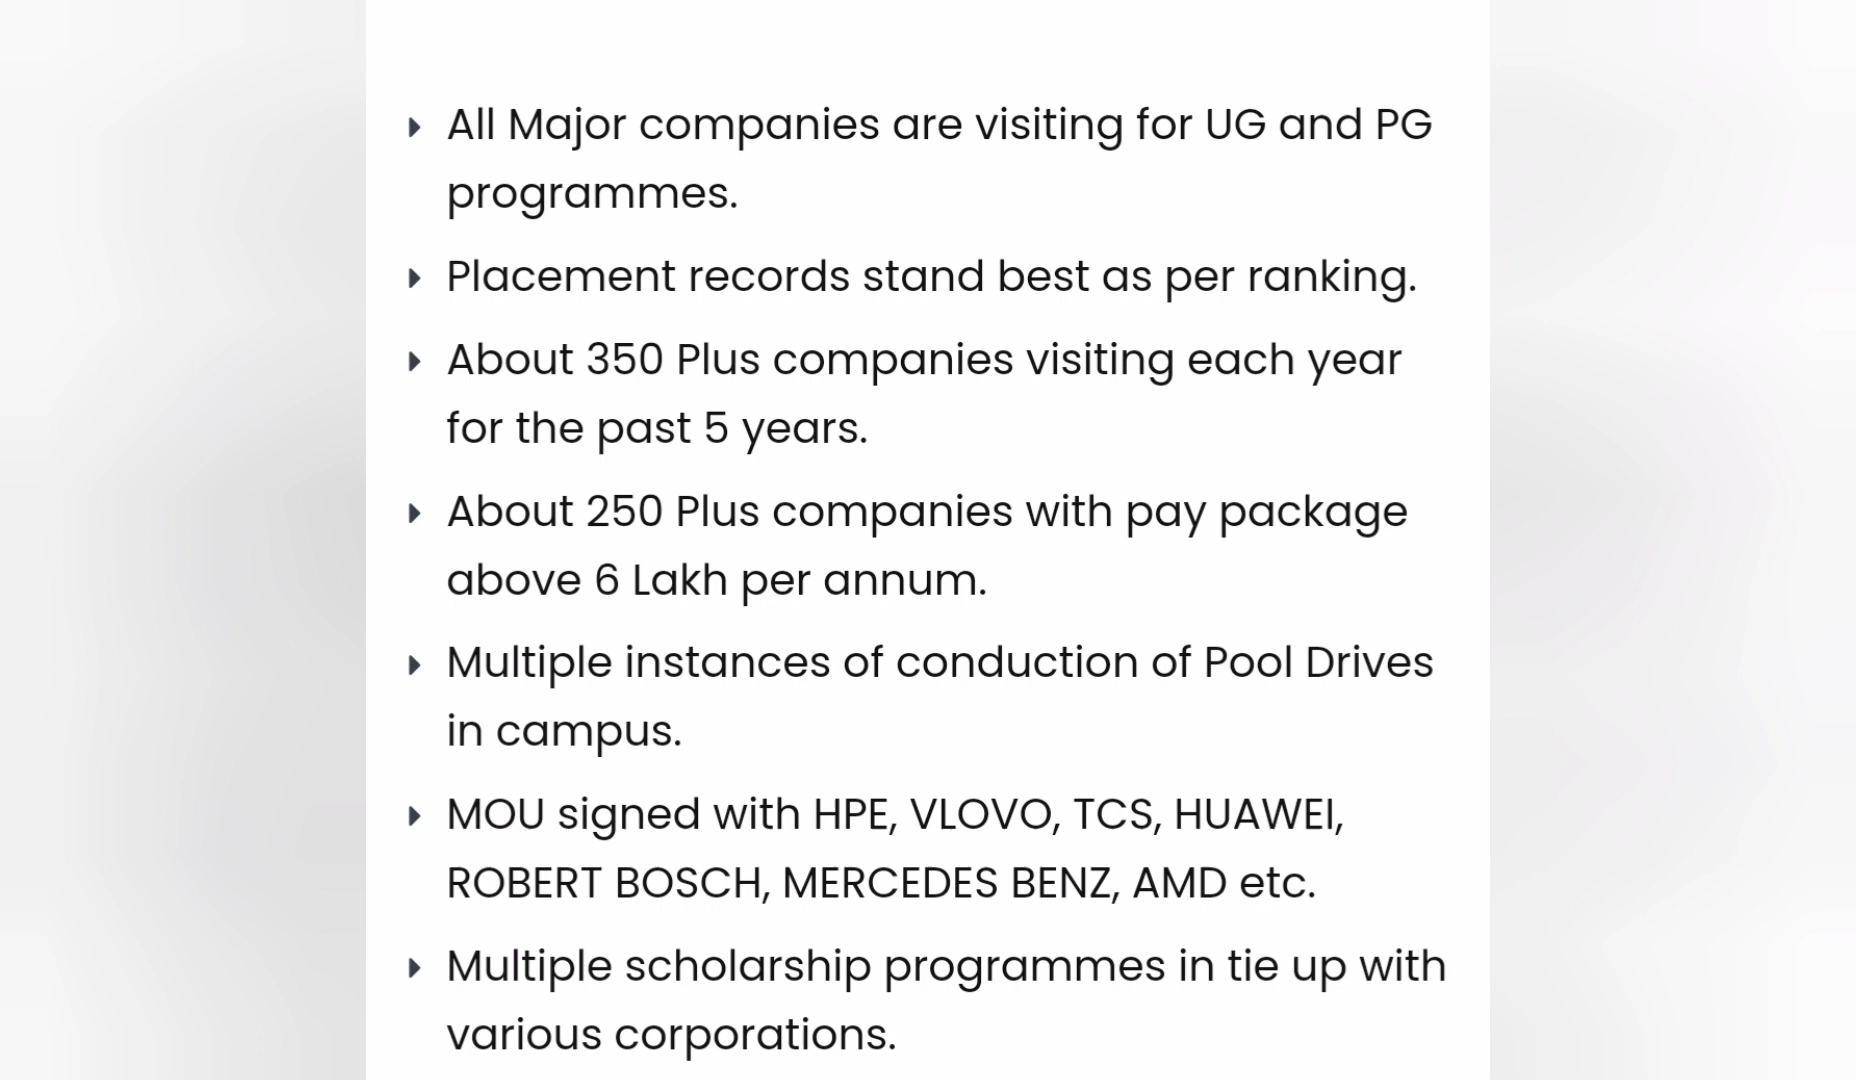 All Major companies are visiting for UG and PG
programmes.
Placement records stand best as per ranking.
About 350 Plus companies visiting each year
for the past 5 years.
About 250 Plus companies with pay package
above 6 Lakh per annum.
Multiple instances of conduction of Pool Drives
in campus.
MOU signed with HPE, VLOVO, TCS, HUAWEI,
ROBERT BOSCH, MERCEDES BENZ, AMD etc.
Multiple scholarship programmes in tie up with
various corporations.